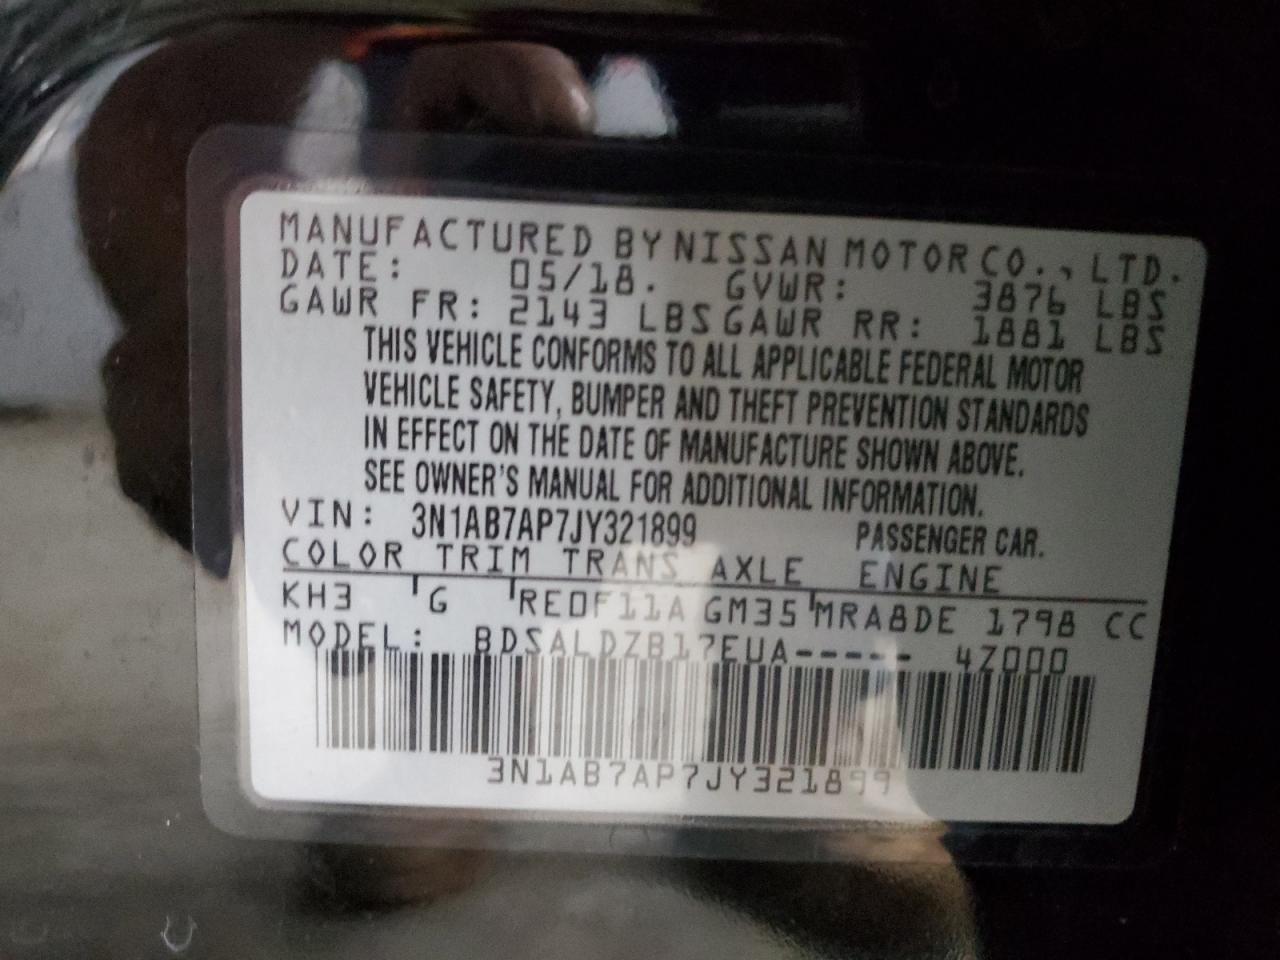 MANUFACTURED BY NISSAN MOTOR CO., LTD.
DATE: 05/18. GVWR: 3876 LBS
GAWR FR: 2143 LBS GAWR RR: 1881 LBS
THIS VEHICLE CONFORMS TO ALL APPLICABLE FEDERAL MOTOR
VEHICLE SAFETY, BUMPER AND THEFT PREVENTION STANDARDS
IN EFFECT ON THE DATE OF MANUFACTURE SHOWN ABOVE.
SEE OWNER'S MANUAL FOR ADDITIONAL INFORMATION.
VIN: 3N1AB7AP7JY321899 PASSENGER CAR.
COLOR TRIM TRANS AXLE ENGINE
KH3 G RE0F11A GM35 MRA8DE 1798 CC
MODEL: BDSALDZB17EUA----- 4Z000
3N1AB7AP7JY321899